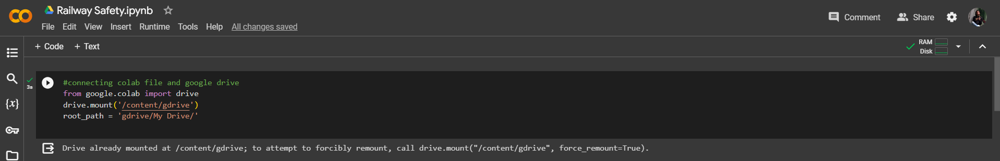 Railway Safety.ipynb
File Edit View Insert Runtime Tools Help All changes saved
Comment Share
+ Code + Text
RAM
Disk
3s
{x}
#connecting colab file and google drive
from google.colab import drive
drive.mount('/content/gdrive')
root_path = 'gdrive/My Drive/'
Drive already mounted at /content/gdrive; to attempt to forcibly remount, call drive.mount("/content/gdrive", force_remount=True).